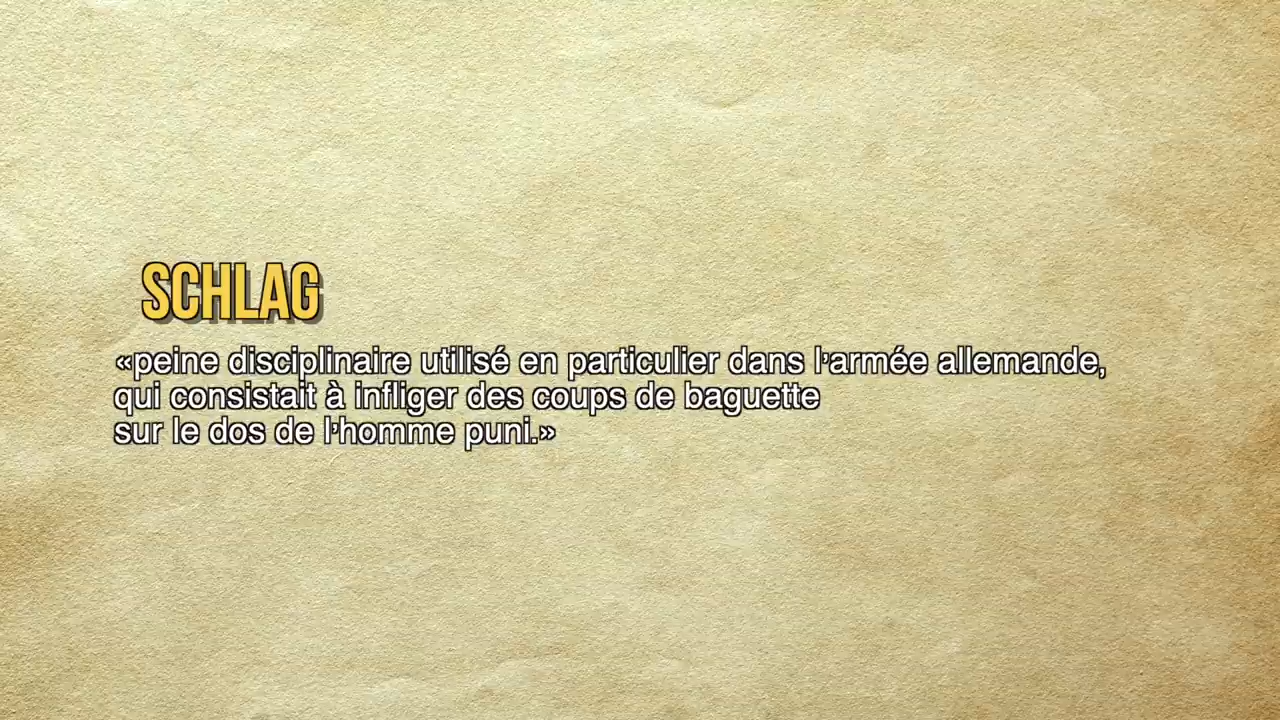 SCHLAG
«peine disciplinaire utilisé en particulier dans l'armée allemande,
qui consistait à infliger des coups de baguette
sur le dos de l'homme puni.»